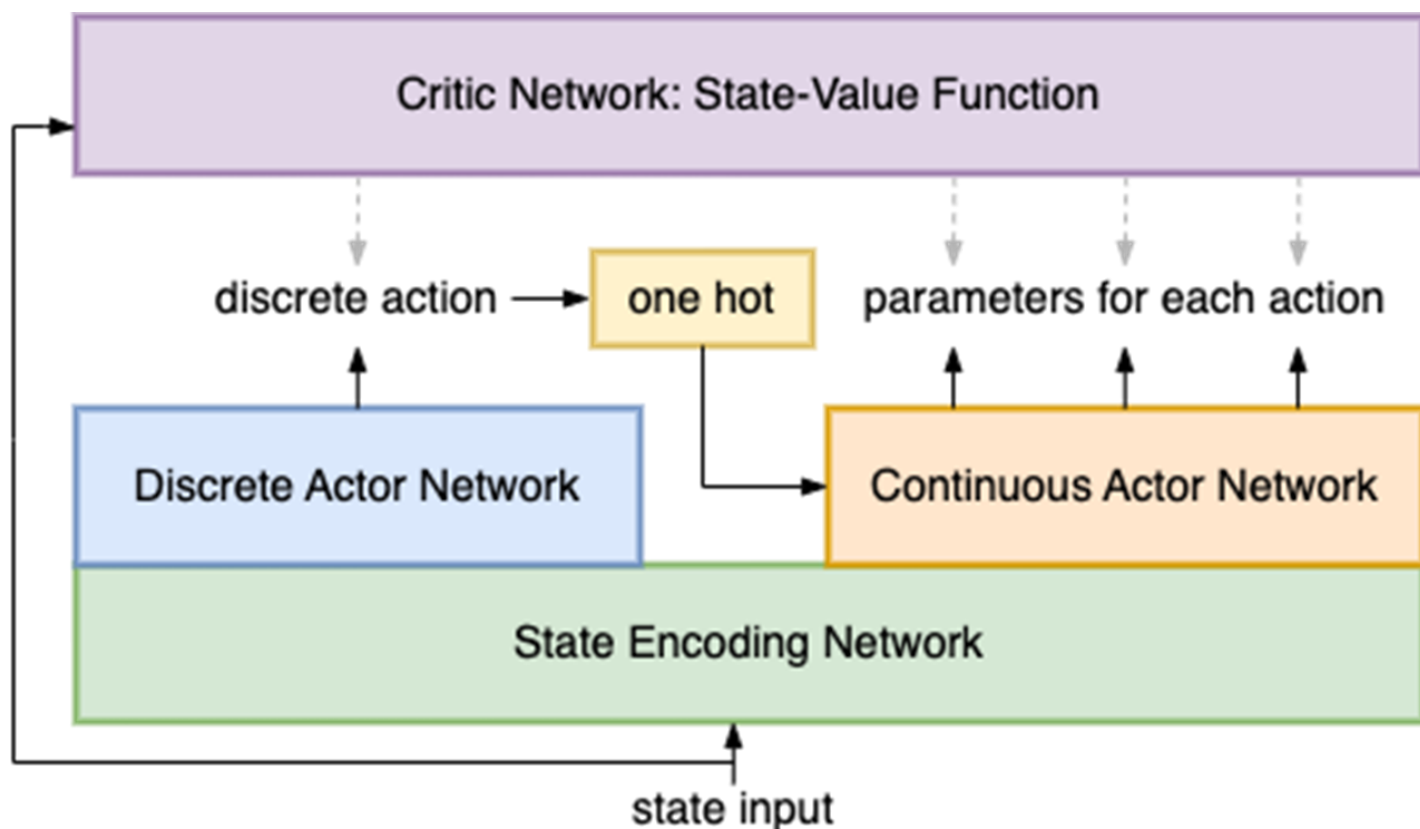 Critic Network: State-Value Function
discrete action
one hot
parameters for each action
Discrete Actor Network
Continuous Actor Network
State Encoding Network
state input